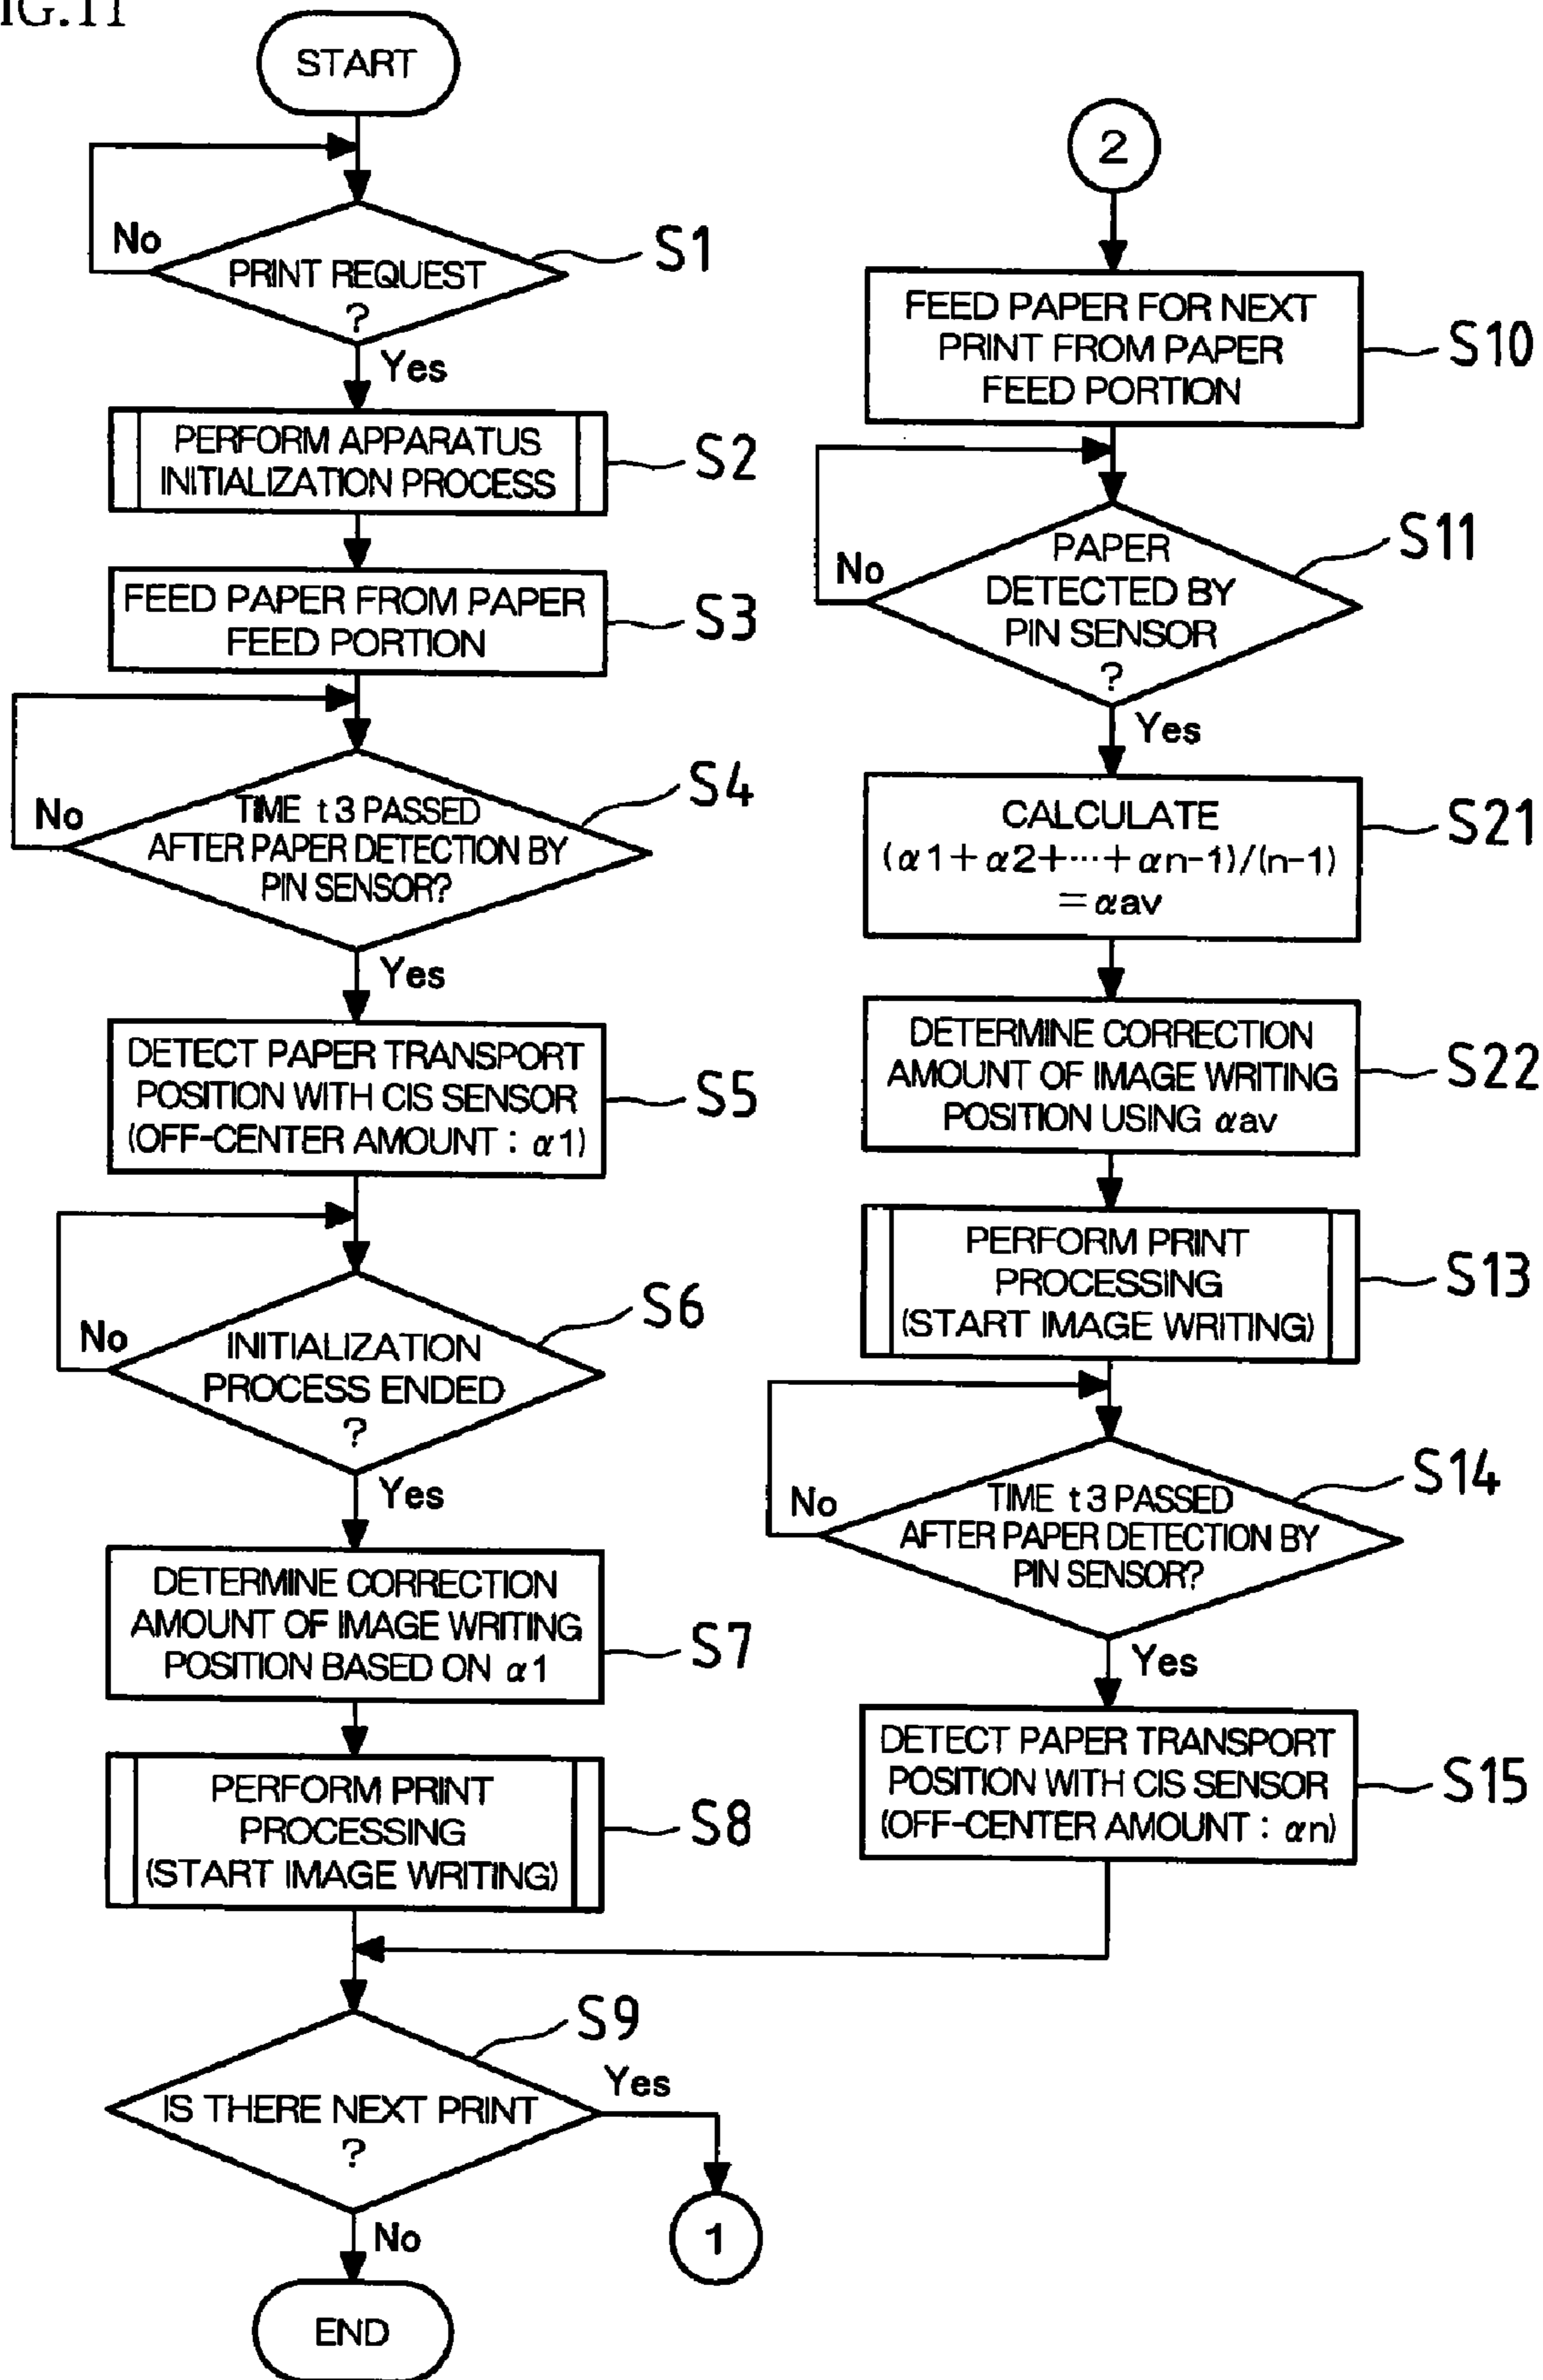 FIG.11
START
No
PRINT REQUEST
?
S1
Yes
PERFORM APPARATUS
INITIALIZATION PROCESS
S2
FEED PAPER FROM PAPER
FEED PORTION
S3
No
TIME t3 PASSED
AFTER PAPER DETECTION BY
PIN SENSOR?
S4
Yes
DETECT PAPER TRANSPORT
POSITION WITH CIS SENSOR
(OFF-CENTER AMOUNT : α1)
S5
No
INITIALIZATION
PROCESS ENDED
?
S6
Yes
DETERMINE CORRECTION
AMOUNT OF IMAGE WRITING
POSITION BASED ON α1
S7
PERFORM PRINT
PROCESSING
(START IMAGE WRITING)
S8
IS THERE NEXT PRINT
?
S9
Yes
1
No
END
2
FEED PAPER FOR NEXT
PRINT FROM PAPER
FEED PORTION
S10
No
PAPER
DETECTED BY
PIN SENSOR
?
S11
Yes
CALCULATE
(α1+α2+···+αn-1)/(n-1)
=αav
S21
DETERMINE CORRECTION
AMOUNT OF IMAGE WRITING
POSITION USING αav
S22
PERFORM PRINT
PROCESSING
(START IMAGE WRITING)
S13
No
TIME t3 PASSED
AFTER PAPER DETECTION BY
PIN SENSOR?
S14
Yes
DETECT PAPER TRANSPORT
POSITION WITH CIS SENSOR
(OFF-CENTER AMOUNT : αn)
S15